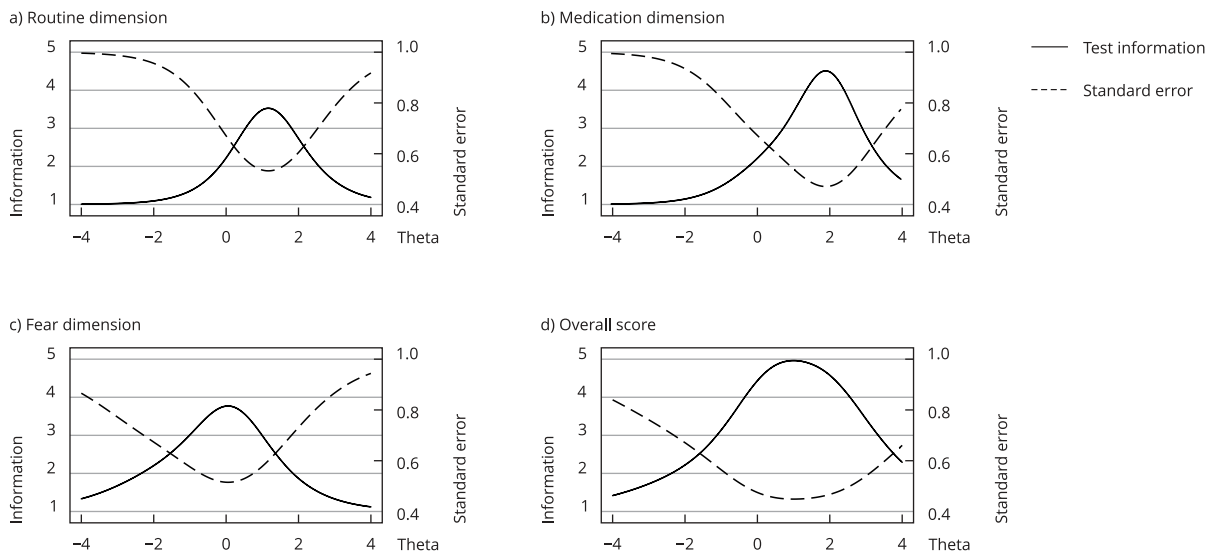 a) Routine dimension
5
4
3
2
1
Information
1.0
0.8
0.6
0.4
Standard error
−4 −2 0 2 4 Theta
b) Medication dimension
5
4
3
2
1
Information
1.0
0.8
0.6
0.4
Standard error
−4 −2 0 2 4 Theta
Test information
Standard error
c) Fear dimension
5
4
3
2
1
Information
1.0
0.8
0.6
0.4
Standard error
−4 −2 0 2 4 Theta
d) Overall score
5
4
3
2
1
Information
1.0
0.8
0.6
0.4
Standard error
−4 −2 0 2 4 Theta